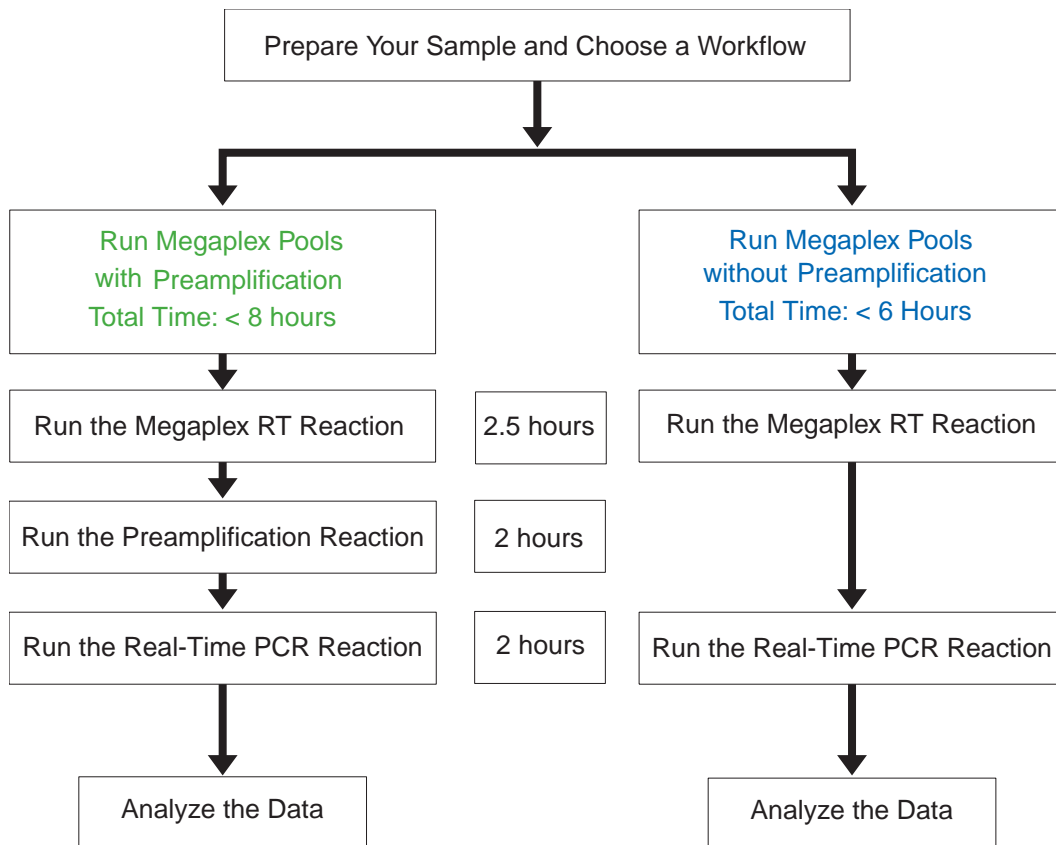 Prepare Your Sample and Choose a Workflow
Run Megaplex Pools
with Preamplification
Total Time: < 8 hours
Run Megaplex Pools
without Preamplification
Total Time: < 6 Hours
Run the Megaplex RT Reaction
2.5 hours
Run the Megaplex RT Reaction
Run the Preamplification Reaction
2 hours
Run the Real-Time PCR Reaction
2 hours
Run the Real-Time PCR Reaction
Analyze the Data
Analyze the Data